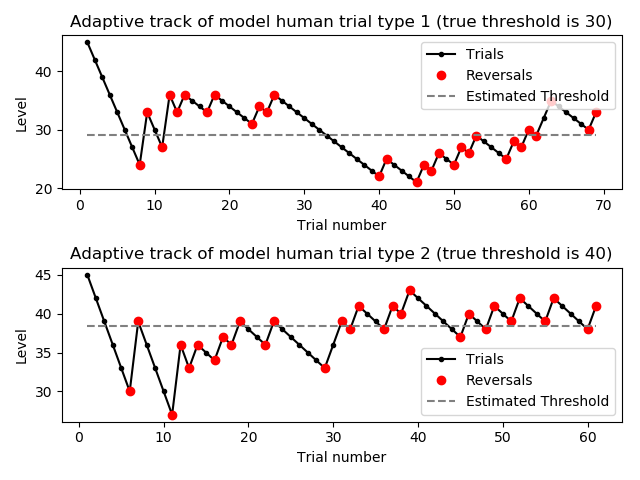 Adaptive track of model human trial type 1 (true threshold is 30)
Level
40
30
20
Trials
Reversals
Estimated Threshold
0 10 20 30 40 50 60 70
Trial number
Adaptive track of model human trial type 2 (true threshold is 40)
Level
45
40
35
30
Trials
Reversals
Estimated Threshold
0 10 20 30 40 50 60
Trial number